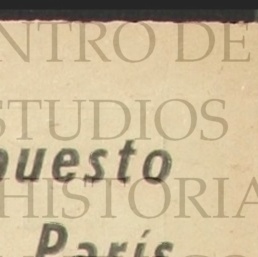 NTRO DE
STUDIOS
uesto
HISTORIA
París